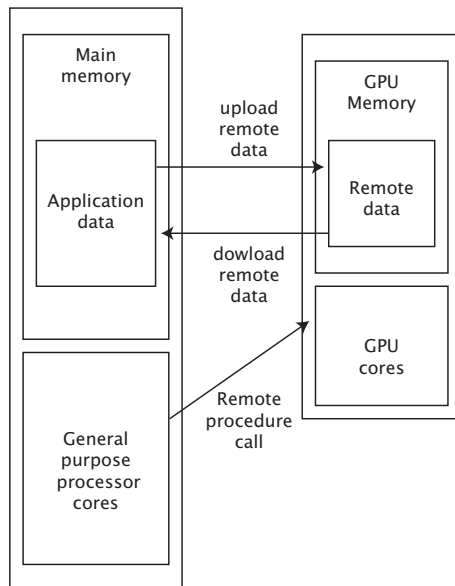 Main
memory
Application
data
General
purpose
processor
cores
upload
remote
data
dowload
remote
data
Remote
procedure
call
GPU
Memory
Remote
data
GPU
cores